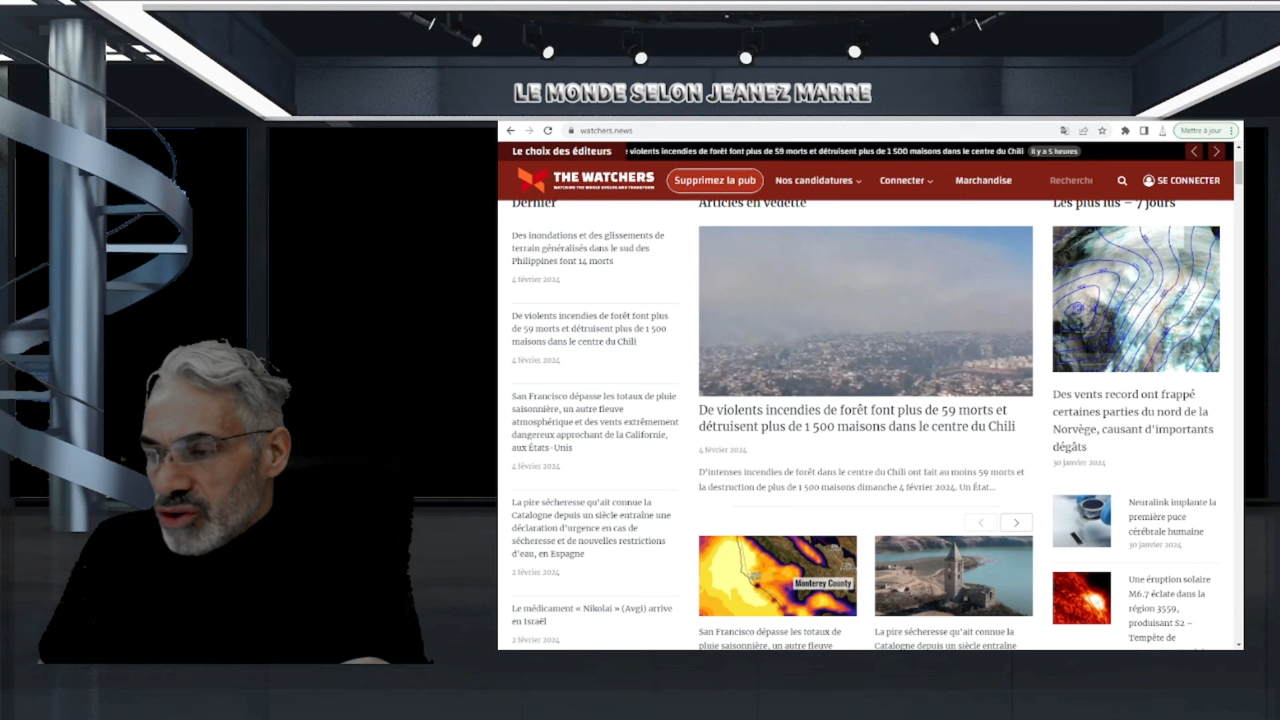 LE MONDE SELON JEANEZ MARRE
watchers.news
Mettre à jour
Le choix des éditeurs
violents incendies de forêt font plus de 59 morts et détruisent plus de 1 500 maisons dans le centre du Chili
il y a 5 heures
THE WATCHERS
WATCHING THE WORLD EVOLVE AND TRANSFORM
Supprimez la pub
Nos candidatures
Connecter
Marchandise
Recherche
SE CONNECTER
Dernier
Des inondations et des glissements de
terrain généralisés dans le sud des
Philippines font 14 morts
4 février 2024
De violents incendies de forêt font plus
de 59 morts et détruisent plus de 1 500
maisons dans le centre du Chili
4 février 2024
San Francisco dépasse les totaux de pluie
saisonnière, un autre fleuve
atmosphérique et des vents extrêmement
dangereux approchant de la Californie,
aux États-Unis
4 février 2024
La pire sécheresse qu'ait connue la
Catalogne depuis un siècle entraîne une
déclaration d'urgence en cas de
sécheresse et de nouvelles restrictions
d'eau, en Espagne
2 février 2024
Le médicament « Nikolai » (Avgi) arrive
en Israël
2 février 2024
Articles en vedette
De violents incendies de forêt font plus de 59 morts et
détruisent plus de 1 500 maisons dans le centre du Chili
4 février 2024
D'intenses incendies de forêt dans le centre du Chili ont fait au moins 59 morts et
la destruction de plus de 1 500 maisons dimanche 4 février 2024. Un État...
Monterey County
San Francisco dépasse les totaux de
pluie saisonnière, un autre fleuve
La pire sécheresse qu'ait connue la
Catalogne depuis un siècle entraîne
Les plus lus – 7 jours
Des vents record ont frappé
certaines parties du nord de la
Norvège, causant d'importants
dégâts
30 janvier 2024
Neuralink implante la
première puce
cérébrale humaine
30 janvier 2024
Une éruption solaire
M6.7 éclate dans la
région 3559,
produisant S2 –
Tempête de